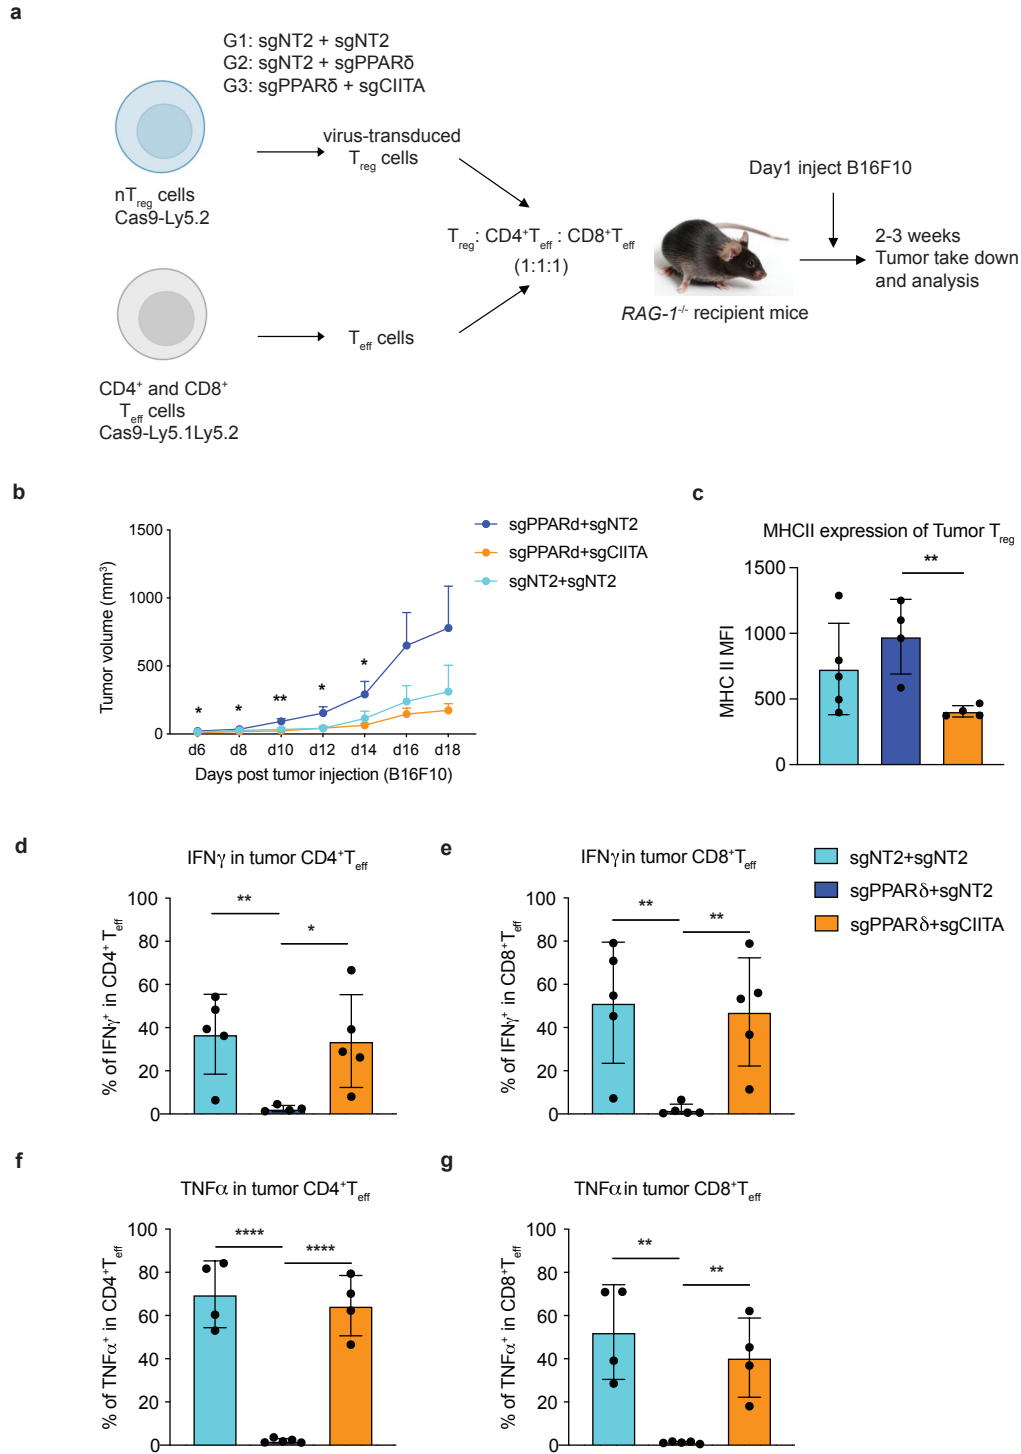 a
G1: sgNT2 + sgNT2
G2: sgNT2 + sgPPARδ
G3: sgPPARδ + sgCIITA
virus-transduced
Treg cells
nTreg cells
Cas9-Ly5.2
Day1 inject B16F10
Treg: CD4+Teff : CD8+Teff
(1:1:1)
2-3 weeks
Tumor take down
and analysis
RAG-1-/- recipient mice
Teff cells
CD4+ and CD8+
Teff cells
Cas9-Ly5.1Ly5.2
b
Tumor volume (mm3)
1500
1000
500
0
*
*
**
*
*
d6 d8 d10 d12 d14 d16 d18
Days post tumor injection (B16F10)
sgPPARd+sgNT2
sgPPARd+sgCIITA
sgNT2+sgNT2
c
MHCII expression of Tumor Treg
MHC II MFI
1500
1000
500
0
**
d
IFNγ in tumor CD4+Teff
% of IFNγ+ in CD4+ Teff
100
80
60
40
20
0
**
*
e
IFNγ in tumor CD8+Teff
% of IFNγ+ in CD8+Teff
100
80
60
40
20
0
**
**
sgNT2+sgNT2
sgPPARδ+sgNT2
sgPPARδ+sgCIITA
f
TNFα in tumor CD4+Teff
% of TNFα+ in CD4+Teff
100
80
60
40
20
0
****
****
g
TNFα in tumor CD8+Teff
% of TNFα+ in CD8+Teff
100
80
60
40
20
0
**
**